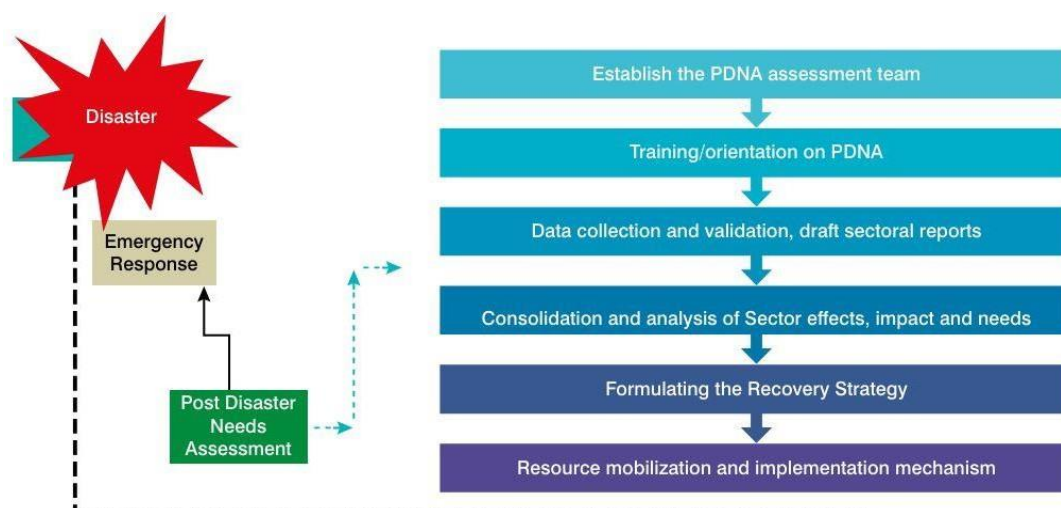 Disaster
Emergency
Response
Post Disaster
Needs
Assessment
Establish the PDNA assessment team
Training/orientation on PDNA
Data collection and validation, draft sectoral reports
Consolidation and analysis of Sector effects, impact and needs
Formulating the Recovery Strategy
Resource mobilization and implementation mechanism